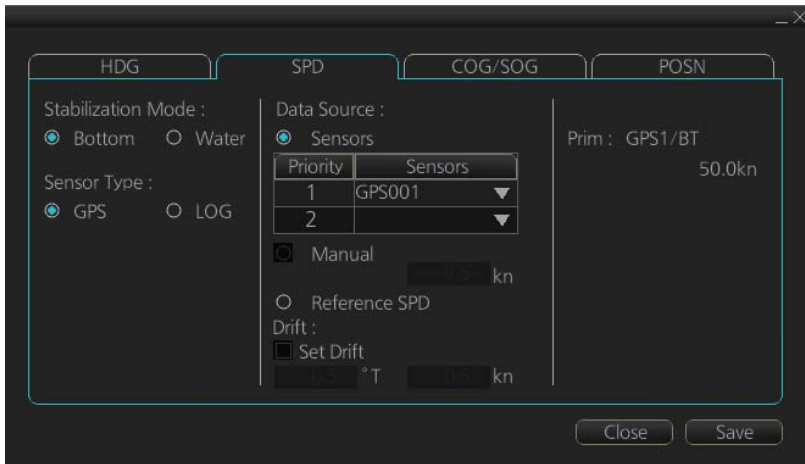 HDG SPD COG/SOG POSN
Stabilization Mode :
Bottom Water
Sensor Type :
GPS LOG
Data Source :
Sensors
Priority Sensors
1 GPS001
2
Manual
kn
Reference SPD
Drift :
Set Drift
°T kn
Prim : GPS1/BT
50.0kn
Close Save